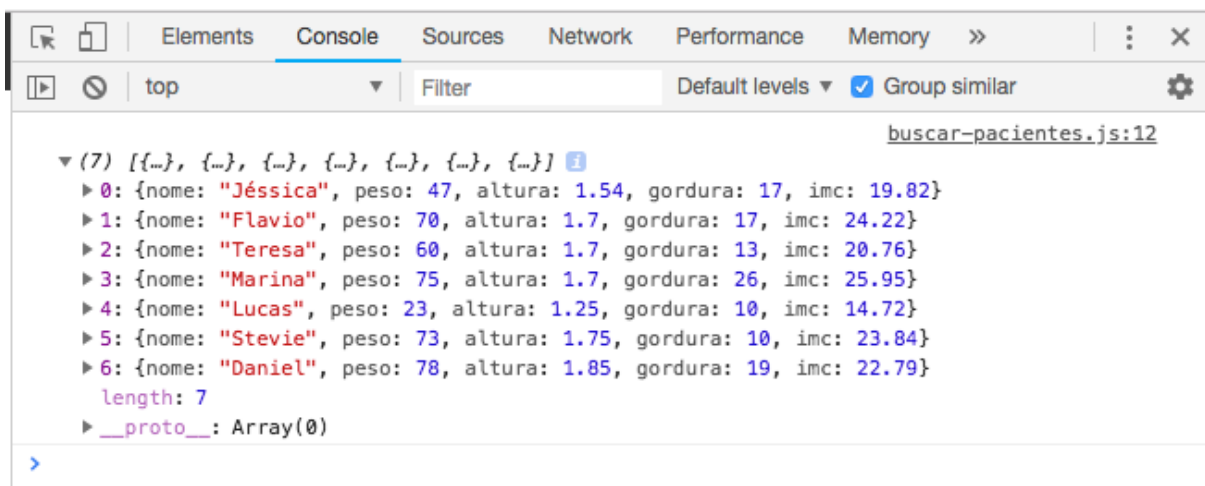 Elements Console Sources Network Performance Memory »
top ▼ Filter Default levels ▼ Group similar
buscar-pacientes.js:12
▼(7) [{…}, {…}, {…}, {…}, {…}, {…}, {…}] i
▶0: {nome: "Jéssica", peso: 47, altura: 1.54, gordura: 17, imc: 19.82}
▶1: {nome: "Flavio", peso: 70, altura: 1.7, gordura: 17, imc: 24.22}
▶2: {nome: "Teresa", peso: 60, altura: 1.7, gordura: 13, imc: 20.76}
▶3: {nome: "Marina", peso: 75, altura: 1.7, gordura: 26, imc: 25.95}
▶4: {nome: "Lucas", peso: 23, altura: 1.25, gordura: 10, imc: 14.72}
▶5: {nome: "Stevie", peso: 73, altura: 1.75, gordura: 10, imc: 23.84}
▶6: {nome: "Daniel", peso: 78, altura: 1.85, gordura: 19, imc: 22.79}
length: 7
▶__proto__: Array(0)
>